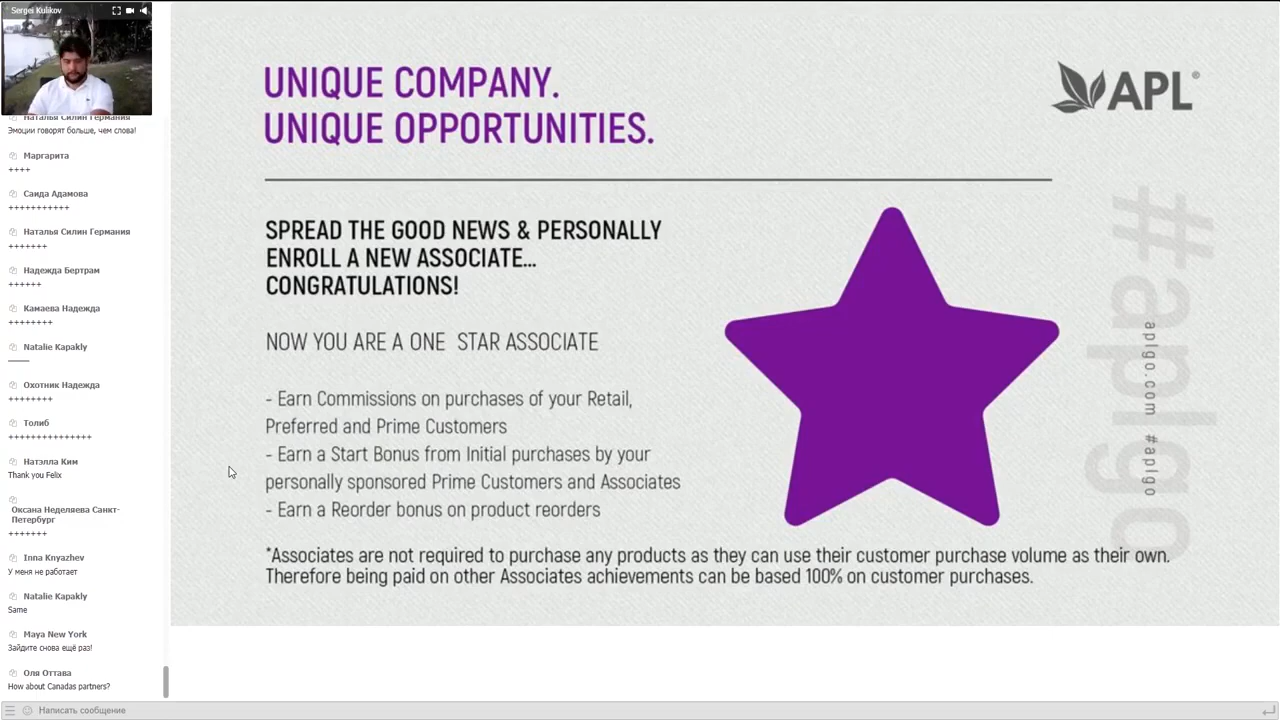 Sergei Kulikov
Наталья Силин Германия
Эмоции говорят больше, чем слова!
Маргарита
++++
Саида Адамова
+++++++++++
Наталья Силин Германия
+++++++
Надежда Бертрам
++++++
Камаева Надежда
++++++++
Natalie Kapakly
Охотник Надежда
++++++++
Толиб
+++++++++++++++
Натэлла Ким
Thank you Felix
Оксана Неделяева Санкт-
Петербург
+++++++
Inna Knyazhev
У меня не работает
Natalie Kapakly
Same
Maya New York
Зайдите снова ещё раз!
Оля Оттава
How about Canadas partners?
Написать сообщение
UNIQUE COMPANY.
UNIQUE OPPORTUNITIES.
APL®
SPREAD THE GOOD NEWS & PERSONALLY
ENROLL A NEW ASSOCIATE...
CONGRATULATIONS!
NOW YOU ARE A ONE STAR ASSOCIATE
- Earn Commissions on purchases of your Retail,
Preferred and Prime Customers
- Earn a Start Bonus from Initial purchases by your
personally sponsored Prime Customers and Associates
- Earn a Reorder bonus on product reorders
*Associates are not required to purchase any products as they can use their customer purchase volume as their own.
Therefore being paid on other Associates achievements can be based 100% on customer purchases.
#aplgo
aplgo.com #aplgo